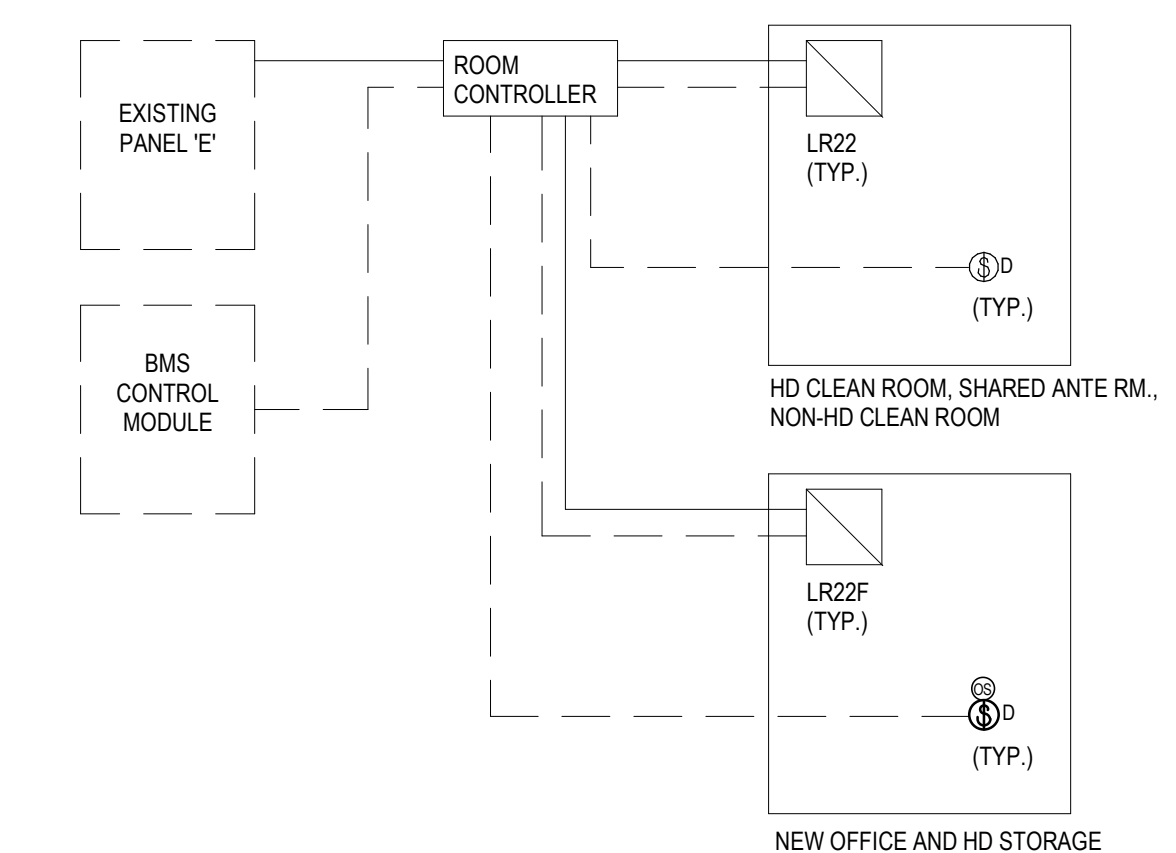 EXISTING
PANEL 'E'
ROOM
CONTROLLER
LR22
(TYP.)
$ D
(TYP.)
HD CLEAN ROOM, SHARED ANTE RM.,
NON-HD CLEAN ROOM
BMS
CONTROL
MODULE
LR22F
(TYP.)
OS
$ D
(TYP.)
NEW OFFICE AND HD STORAGE